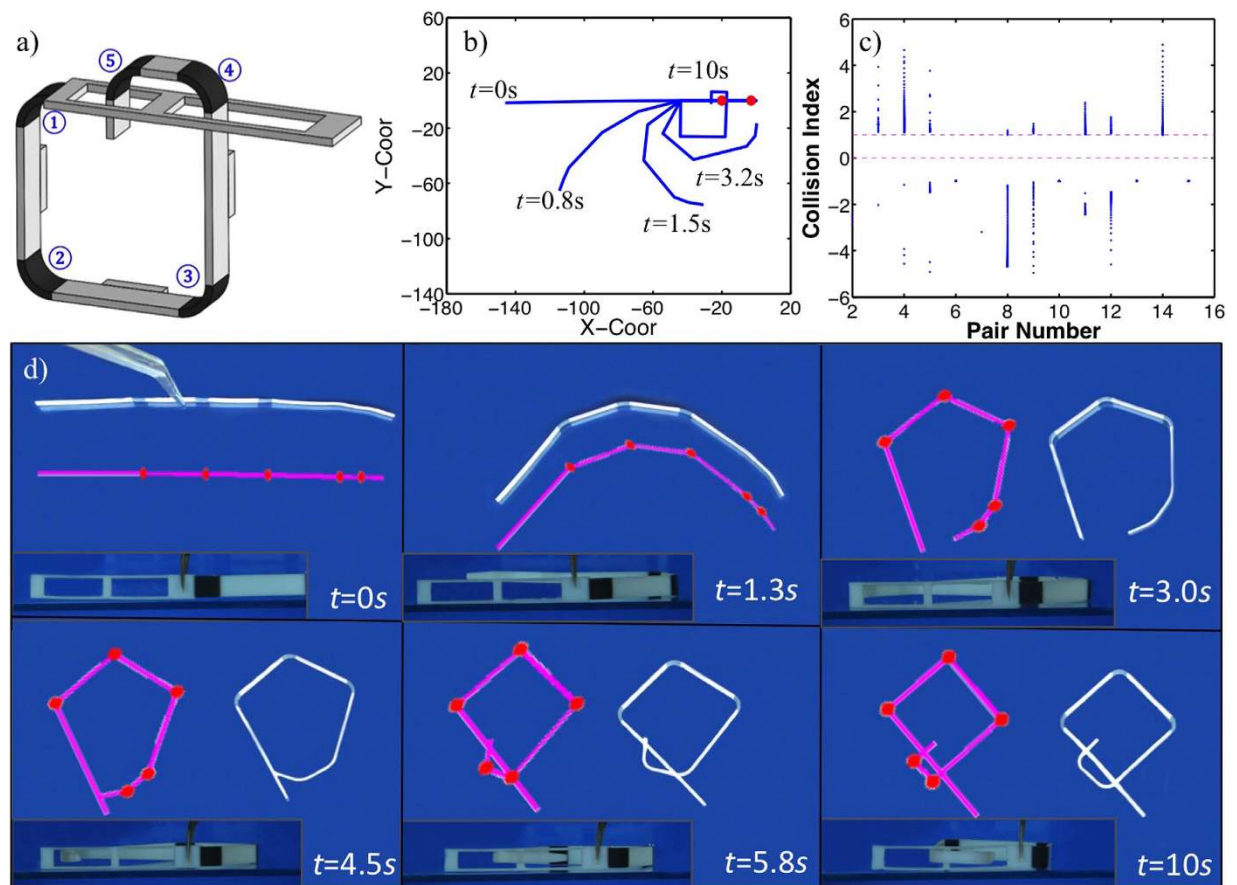 a)
⑤
④
①
②
③
b)
60
20
−20
−60
−100
−140
Y−Coor
t=0s
t=10s
t=3.2s
t=0.8s
t=1.5s
−180
−140
−100
−60
−20
20
X−Coor
c)
6
4
2
0
−2
−4
−6
Collision Index
2
4
6
8
10
12
14
16
Pair Number
d)
t=0s
t=1.3s
t=3.0s
t=4.5s
t=5.8s
t=10s